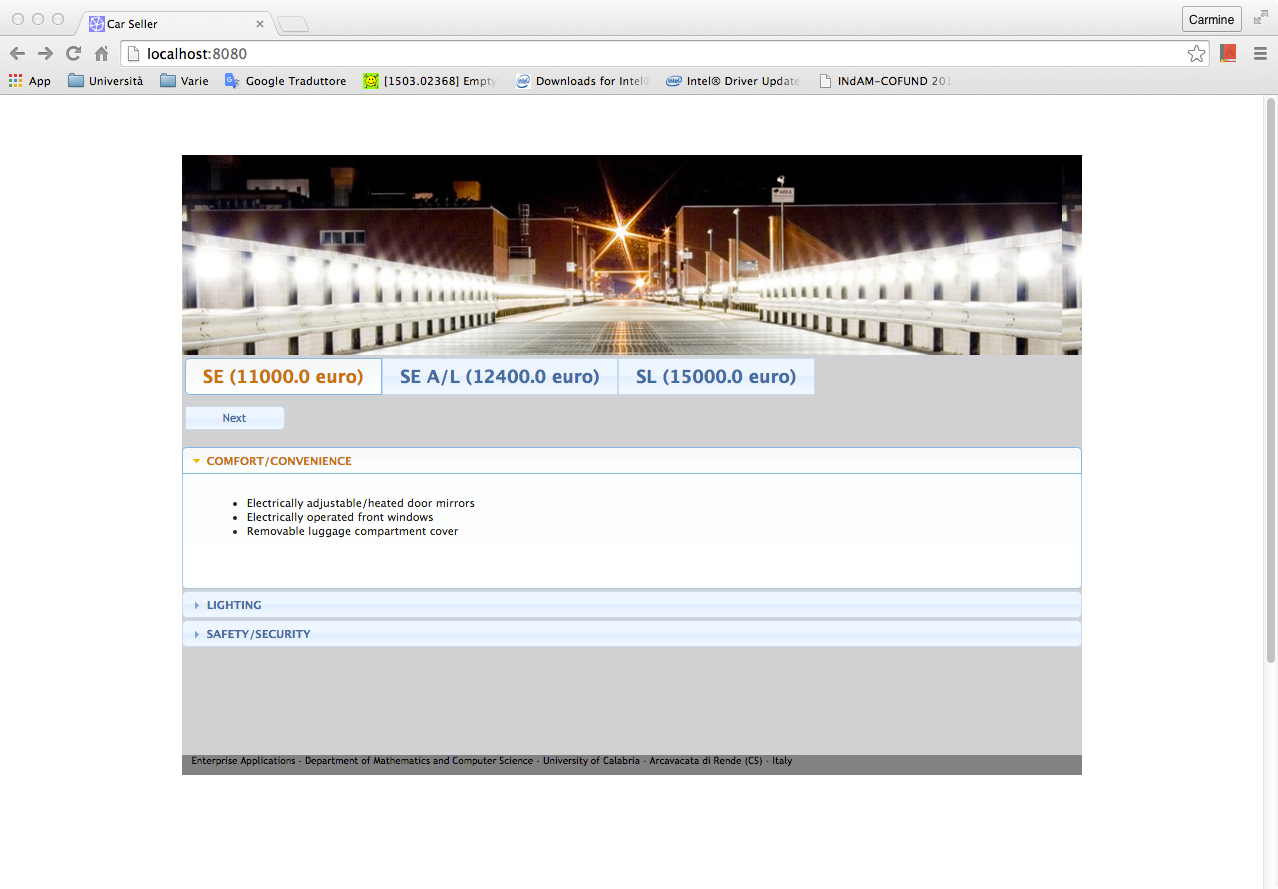 Car Seller
Carmine
localhost:8080
App Università Varie Google Traduttore [1503.02368] Empty Downloads for Intel® Intel® Driver Update INdAM-COFUND 201
AREA
SE (11000.0 euro) SE A/L (12400.0 euro) SL (15000.0 euro)
Next
COMFORT/CONVENIENCE
• Electrically adjustable/heated door mirrors
• Electrically operated front windows
• Removable luggage compartment cover
LIGHTING
SAFETY/SECURITY
Enterprise Applications - Department of Mathematics and Computer Science - University of Calabria - Arcavacata di Rende (CS) - Italy